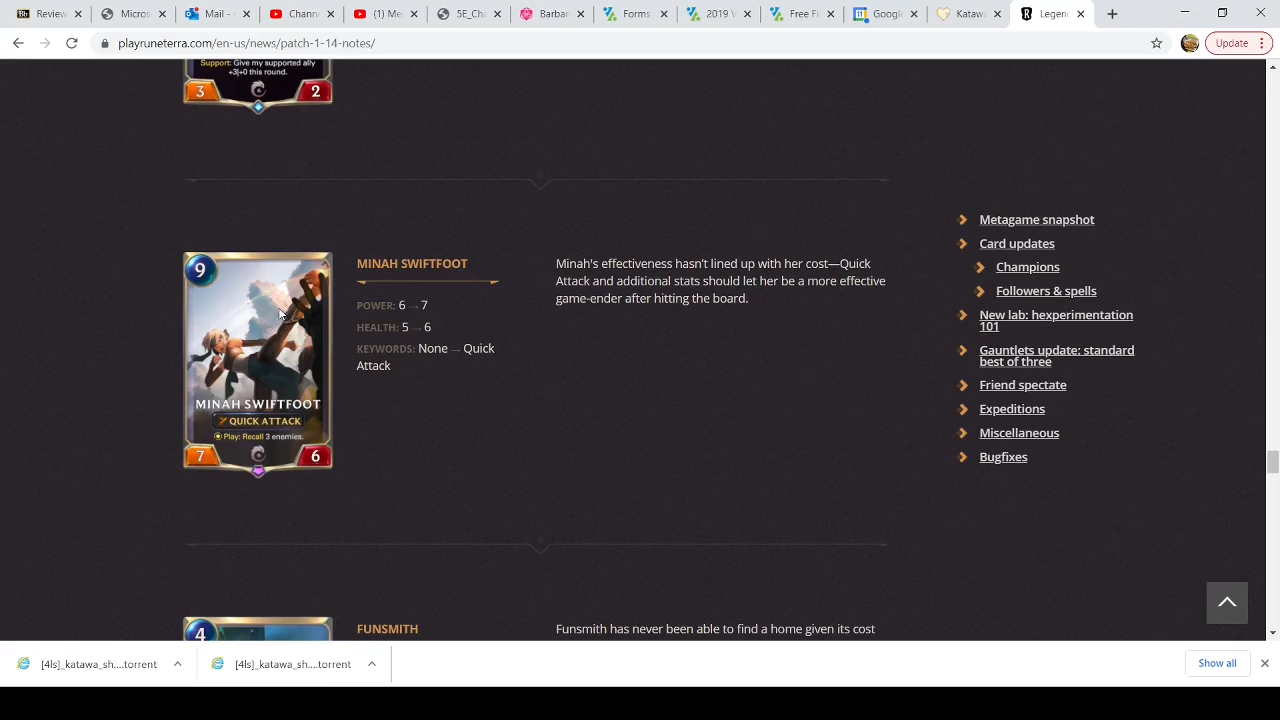 Review
Micros
Mail -
Channe
(1) Me
5E_Cha
Barbar
Forms
2019 V
Free Fi
Google
Katawa
Legend
playruneterra.com/en-us/news/patch-1-14-notes/
Update
Support: Give my supported ally
+3|+0 this round.
3
2
9
MINAH SWIFTFOOT
QUICK ATTACK
Play: Recall 3 enemies.
7
6
MINAH SWIFTFOOT
POWER: 6 → 7
HEALTH: 5 → 6
KEYWORDS: None → Quick
Attack
Minah's effectiveness hasn’t lined up with her cost—Quick
Attack and additional stats should let her be a more effective
game-ender after hitting the board.
Metagame snapshot
Card updates
Champions
Followers & spells
New lab: hexperimentation
101
Gauntlets update: standard
best of three
Friend spectate
Expeditions
Miscellaneous
Bugfixes
4
FUNSMITH
Funsmith has never been able to find a home given its cost
[4ls]_katawa_sh....torrent
[4ls]_katawa_sh....torrent
Show all